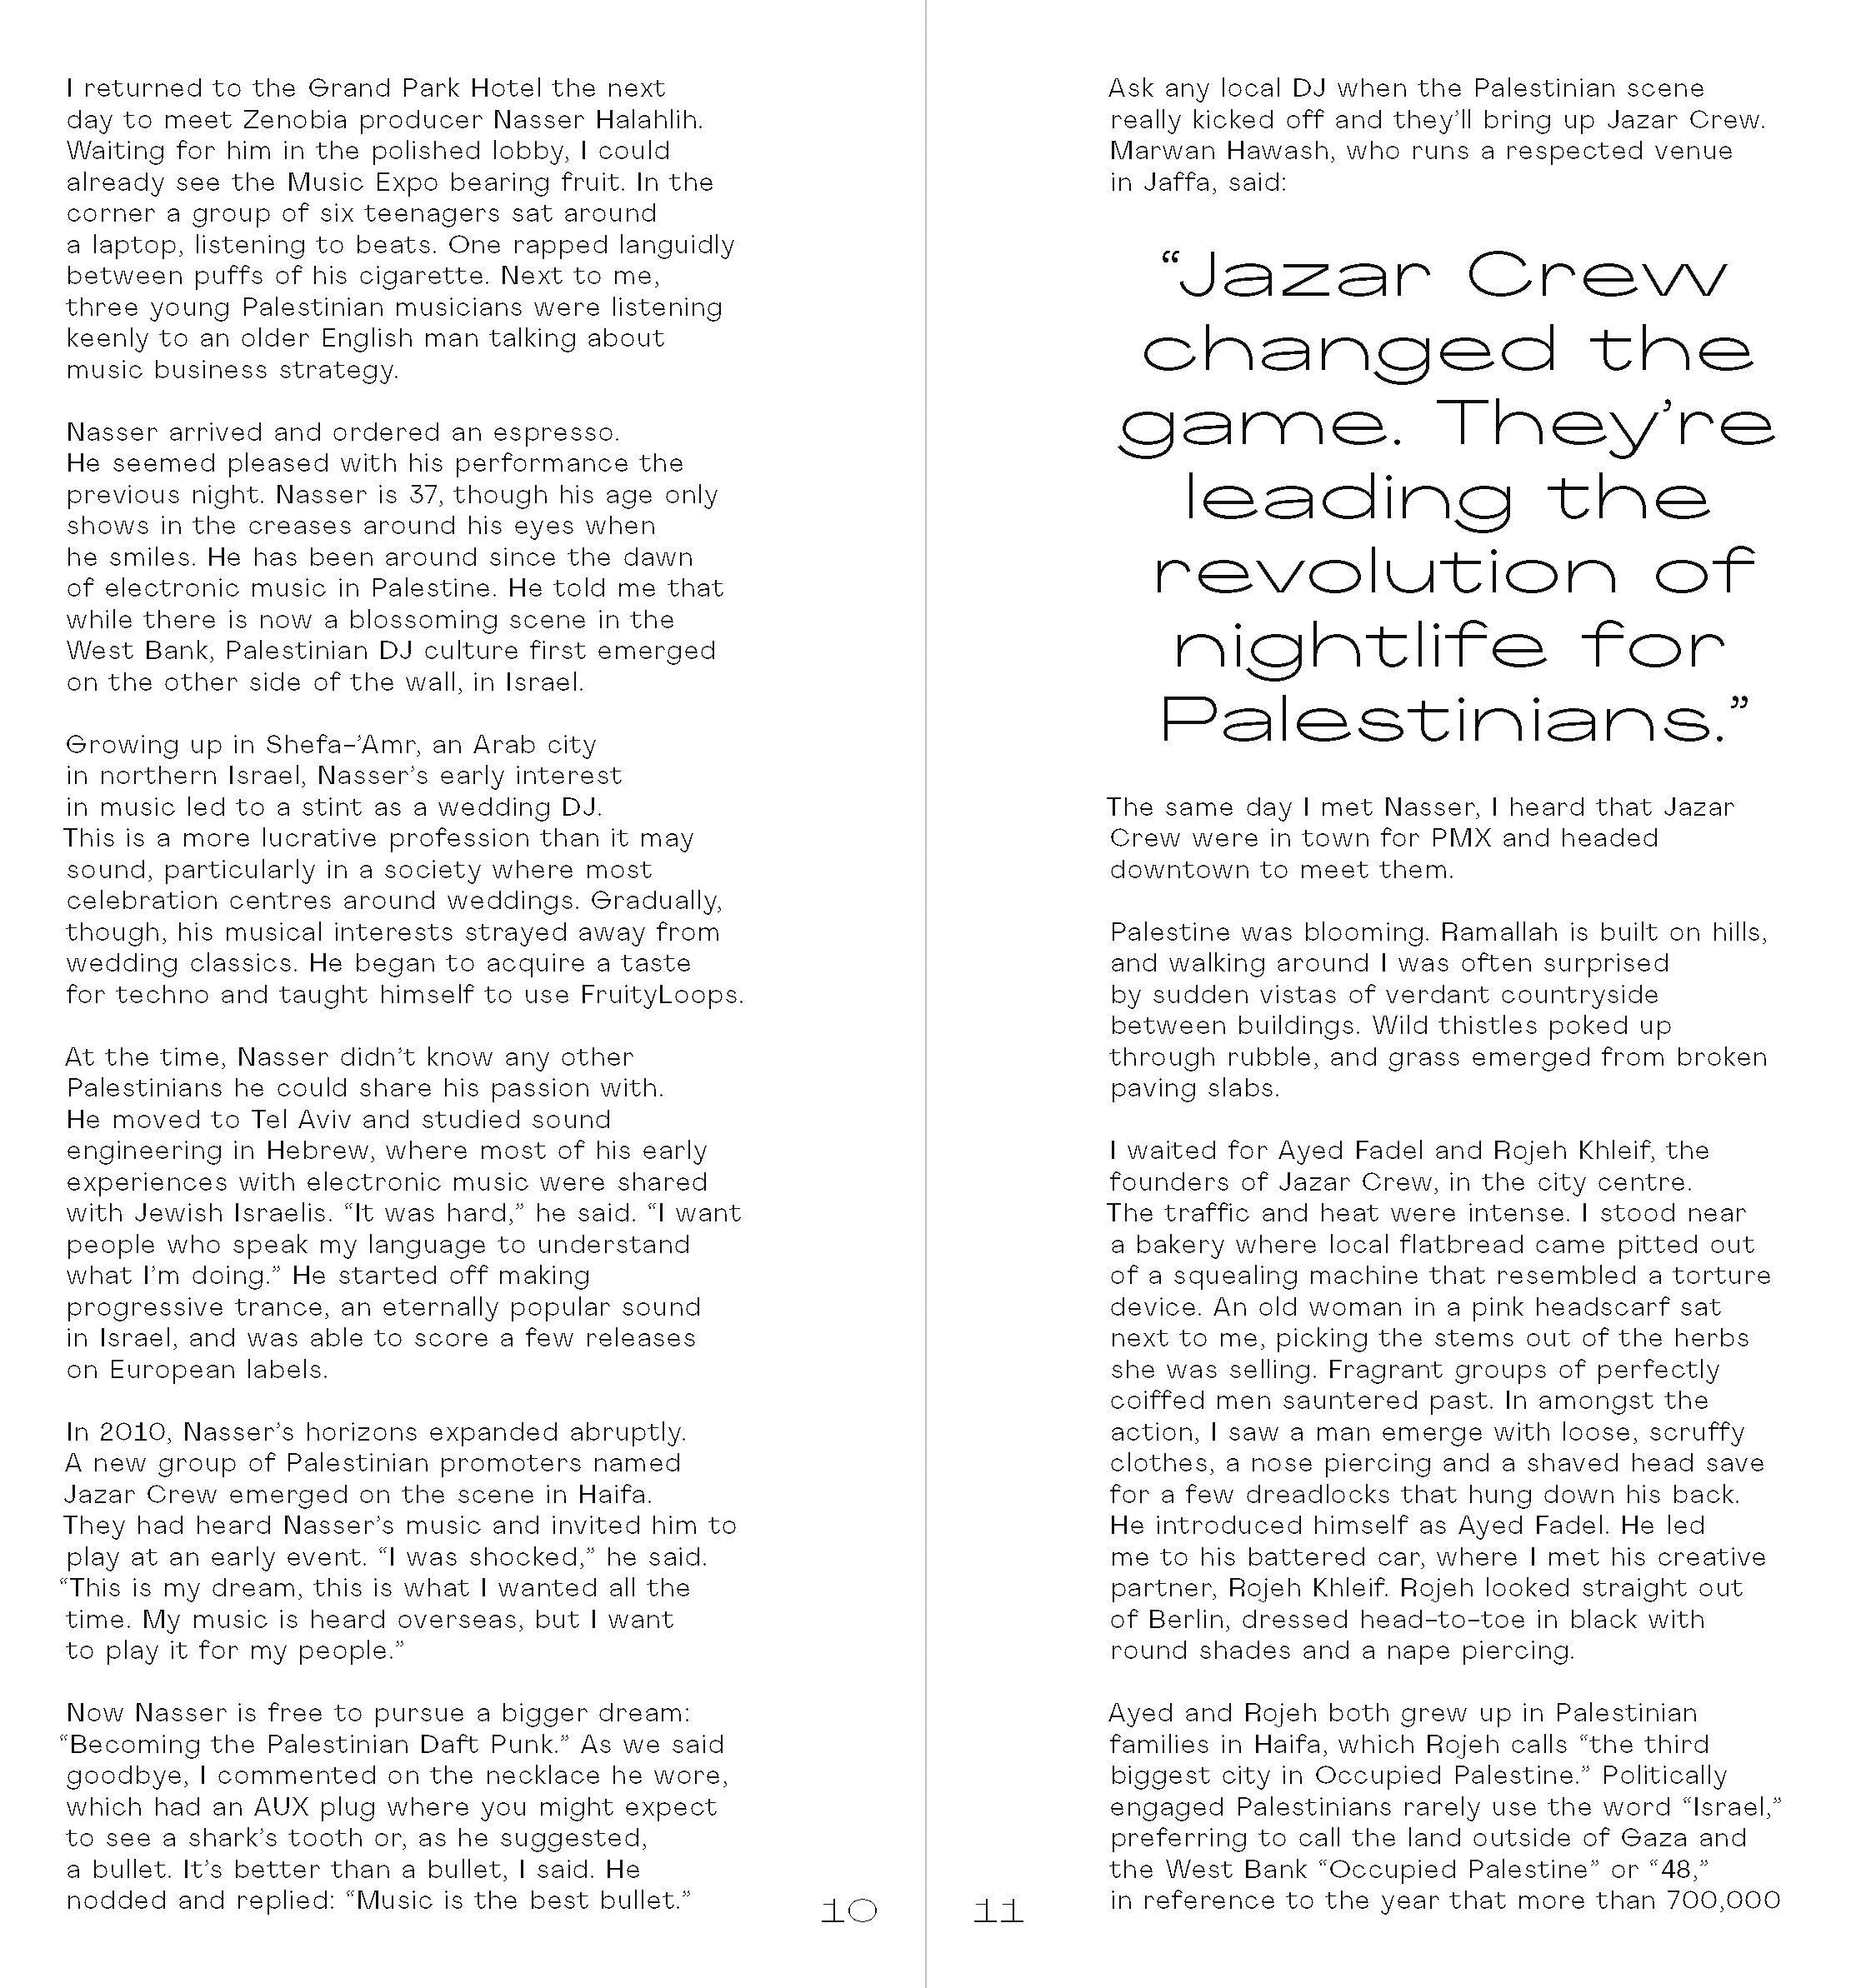 I returned to the Grand Park Hotel the next
day to meet Zenobia producer Nasser Halahlih.
Waiting for him in the polished lobby, I could
already see the Music Expo bearing fruit. In the
corner a group of six teenagers sat around
a laptop, listening to beats. One rapped languidly
between puffs of his cigarette. Next to me,
three young Palestinian musicians were listening
keenly to an older English man talking about
music business strategy.

Nasser arrived and ordered an espresso.
He seemed pleased with his performance the
previous night. Nasser is 37, though his age only
shows in the creases around his eyes when
he smiles. He has been around since the dawn
of electronic music in Palestine. He told me that
while there is now a blossoming scene in the
West Bank, Palestinian DJ culture first emerged
on the other side of the wall, in Israel.

Growing up in Shefa-’Amr, an Arab city
in northern Israel, Nasser’s early interest
in music led to a stint as a wedding DJ.
This is a more lucrative profession than it may
sound, particularly in a society where most
celebration centres around weddings. Gradually,
though, his musical interests strayed away from
wedding classics. He began to acquire a taste
for techno and taught himself to use FruityLoops.

At the time, Nasser didn’t know any other
Palestinians he could share his passion with.
He moved to Tel Aviv and studied sound
engineering in Hebrew, where most of his early
experiences with electronic music were shared
with Jewish Israelis. “It was hard,” he said. “I want
people who speak my language to understand
what I’m doing.” He started off making
progressive trance, an eternally popular sound
in Israel, and was able to score a few releases
on European labels.

In 2010, Nasser’s horizons expanded abruptly.
A new group of Palestinian promoters named
Jazar Crew emerged on the scene in Haifa.
They had heard Nasser’s music and invited him to
play at an early event. “I was shocked,” he said.
“This is my dream, this is what I wanted all the
time. My music is heard overseas, but I want
to play it for my people.”

Now Nasser is free to pursue a bigger dream:
“Becoming the Palestinian Daft Punk.” As we said
goodbye, I commented on the necklace he wore,
which had an AUX plug where you might expect
to see a shark’s tooth or, as he suggested,
a bullet. It’s better than a bullet, I said. He
nodded and replied: “Music is the best bullet.”
10

Ask any local DJ when the Palestinian scene
really kicked off and they’ll bring up Jazar Crew.
Marwan Hawash, who runs a respected venue
in Jaffa, said:

“Jazar Crew
changed the
game. They’re
leading the
revolution of
nightlife for
Palestinians.”

The same day I met Nasser, I heard that Jazar
Crew were in town for PMX and headed
downtown to meet them.

Palestine was blooming. Ramallah is built on hills,
and walking around I was often surprised
by sudden vistas of verdant countryside
between buildings. Wild thistles poked up
through rubble, and grass emerged from broken
paving slabs.

I waited for Ayed Fadel and Rojeh Khleif, the
founders of Jazar Crew, in the city centre.
The traffic and heat were intense. I stood near
a bakery where local flatbread came pitted out
of a squealing machine that resembled a torture
device. An old woman in a pink headscarf sat
next to me, picking the stems out of the herbs
she was selling. Fragrant groups of perfectly
coiffed men sauntered past. In amongst the
action, I saw a man emerge with loose, scruffy
clothes, a nose piercing and a shaved head save
for a few dreadlocks that hung down his back.
He introduced himself as Ayed Fadel. He led
me to his battered car, where I met his creative
partner, Rojeh Khleif. Rojeh looked straight out
of Berlin, dressed head-to-toe in black with
round shades and a nape piercing.

Ayed and Rojeh both grew up in Palestinian
families in Haifa, which Rojeh calls “the third
biggest city in Occupied Palestine.” Politically
engaged Palestinians rarely use the word “Israel,”
preferring to call the land outside of Gaza and
the West Bank “Occupied Palestine” or “48,”
in reference to the year that more than 700,000
11